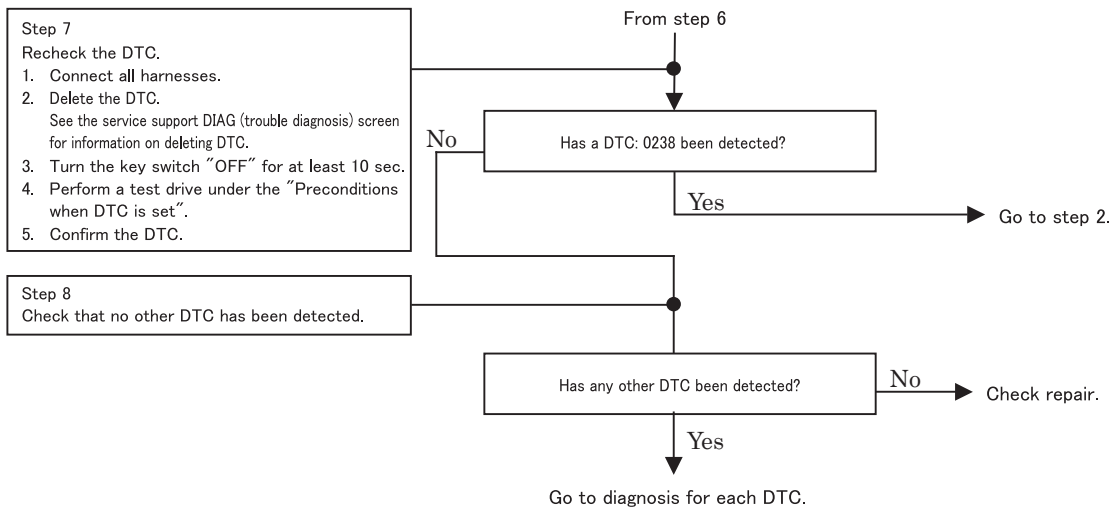 From step 6
Step 7
Recheck the DTC.
1. Connect all harnesses.
2. Delete the DTC.
See the service support DIAG (trouble diagnosis) screen
for information on deleting DTC.
3. Turn the key switch "OFF" for at least 10 sec.
4. Perform a test drive under the "Preconditions
when DTC is set".
5. Confirm the DTC.
Has a DTC: 0238 been detected?
No
Yes
Go to step 2.
Step 8
Check that no other DTC has been detected.
Has any other DTC been detected?
No
Check repair.
Yes
Go to diagnosis for each DTC.